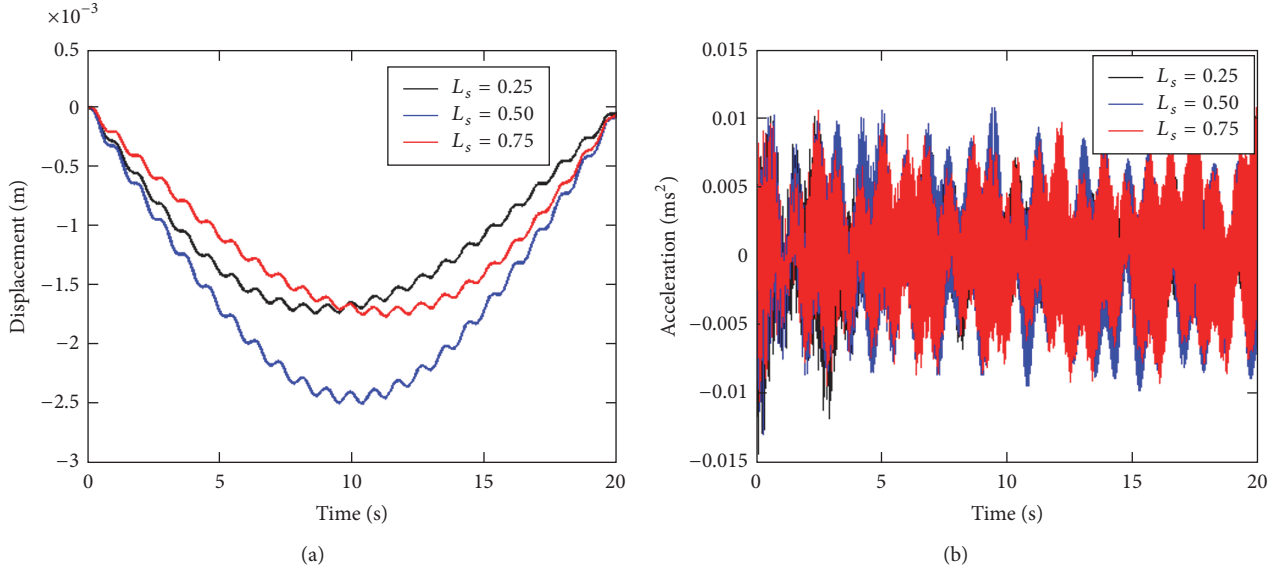 ×10⁻³
0.5
0
−0.5
−1
−1.5
−2
−2.5
−3
Displacement (m)
0 5 10 15 20
Time (s)
L_s = 0.25
L_s = 0.50
L_s = 0.75
(a)
0.015
0.01
0.005
0
−0.005
−0.01
−0.015
Acceleration (ms²)
0 5 10 15 20
Time (s)
L_s = 0.25
L_s = 0.50
L_s = 0.75
(b)